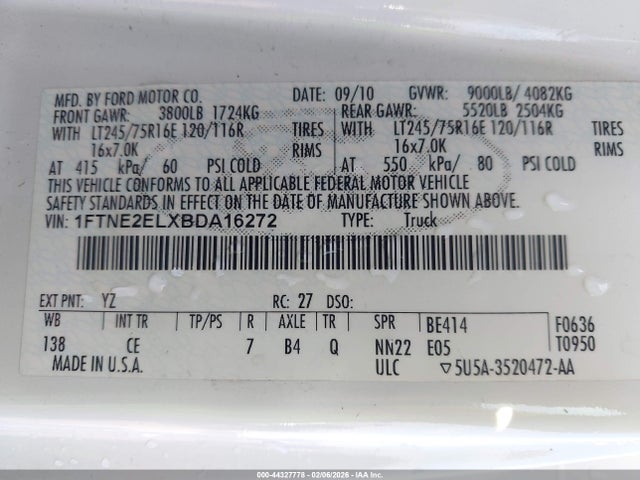 MFD. BY FORD MOTOR CO. DATE: 09/10 GVWR: 9000LB/ 4082KG
FRONT GAWR: 3800LB 1724KG REAR GAWR: 5520LB 2504KG
WITH LT245/75R16E 120/116R TIRES WITH LT245/75R16E 120/116R TIRES
16x7.0K RIMS 16x7.0K RIMS
AT 415 kPa/ 60 PSI COLD AT 550 kPa/ 80 PSI COLD
THIS VEHICLE CONFORMS TO ALL APPLICABLE FEDERAL MOTOR VEHICLE
SAFETY STANDARDS IN EFFECT ON THE DATE OF MANUFACTURE SHOWN ABOVE.
VIN: 1FTNE2ELXBDA16272 TYPE: Truck
EXT PNT: YZ RC: 27 DSO:
WB INT TR TP/PS R AXLE TR SPR BE414 F0636
138 CE 7 B4 Q NN22 E05 T0950
MADE IN U.S.A. ULC ▽5U5A-3520472-AA
000-44327778 - 02/06/2026 - IAA Inc.